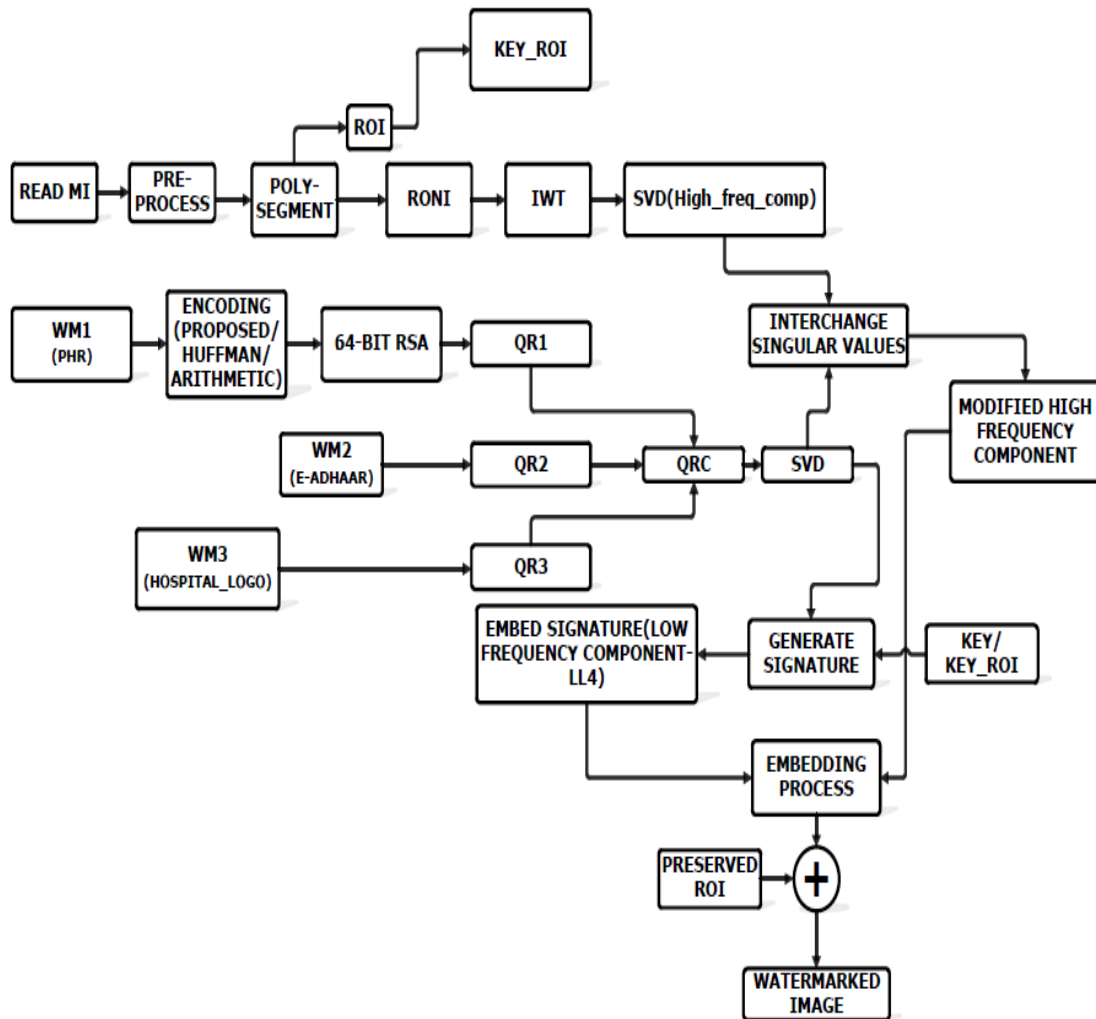 KEY_ROI
ROI
READ MI
PRE-
PROCESS
POLY-
SEGMENT
RONI
IWT
SVD(High_freq_comp)
WM1
(PHR)
ENCODING
(PROPOSED/
HUFFMAN/
ARITHMETIC)
64-BIT RSA
QR1
INTERCHANGE
SINGULAR VALUES
MODIFIED HIGH
FREQUENCY
COMPONENT
WM2
(E-ADHAAR)
QR2
QRC
SVD
WM3
(HOSPITAL_LOGO)
QR3
EMBED SIGNATURE(LOW
FREQUENCY COMPONENT-
LL4)
GENERATE
SIGNATURE
KEY/
KEY_ROI
EMBEDDING
PROCESS
PRESERVED
ROI
+
WATERMARKED
IMAGE